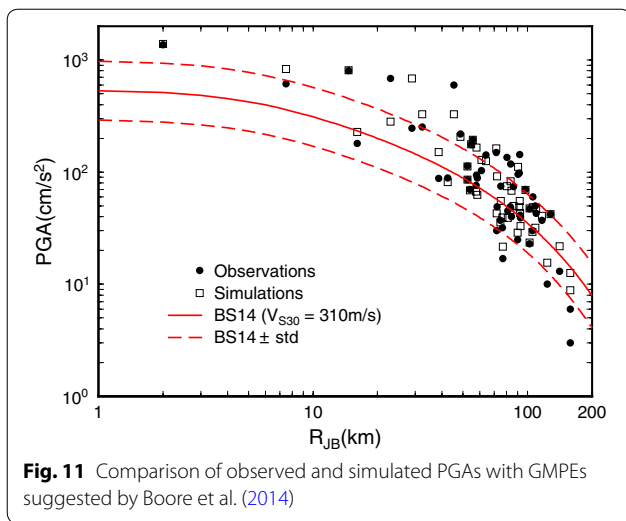 10³
10²
10¹
10⁰
PGA(cm/s²)
Observations
Simulations
BS14 (V_S30 = 310m/s)
BS14 ± std
1
10
100
200
R_JB(km)
Fig. 11 Comparison of observed and simulated PGAs with GMPEs
suggested by Boore et al. (2014)